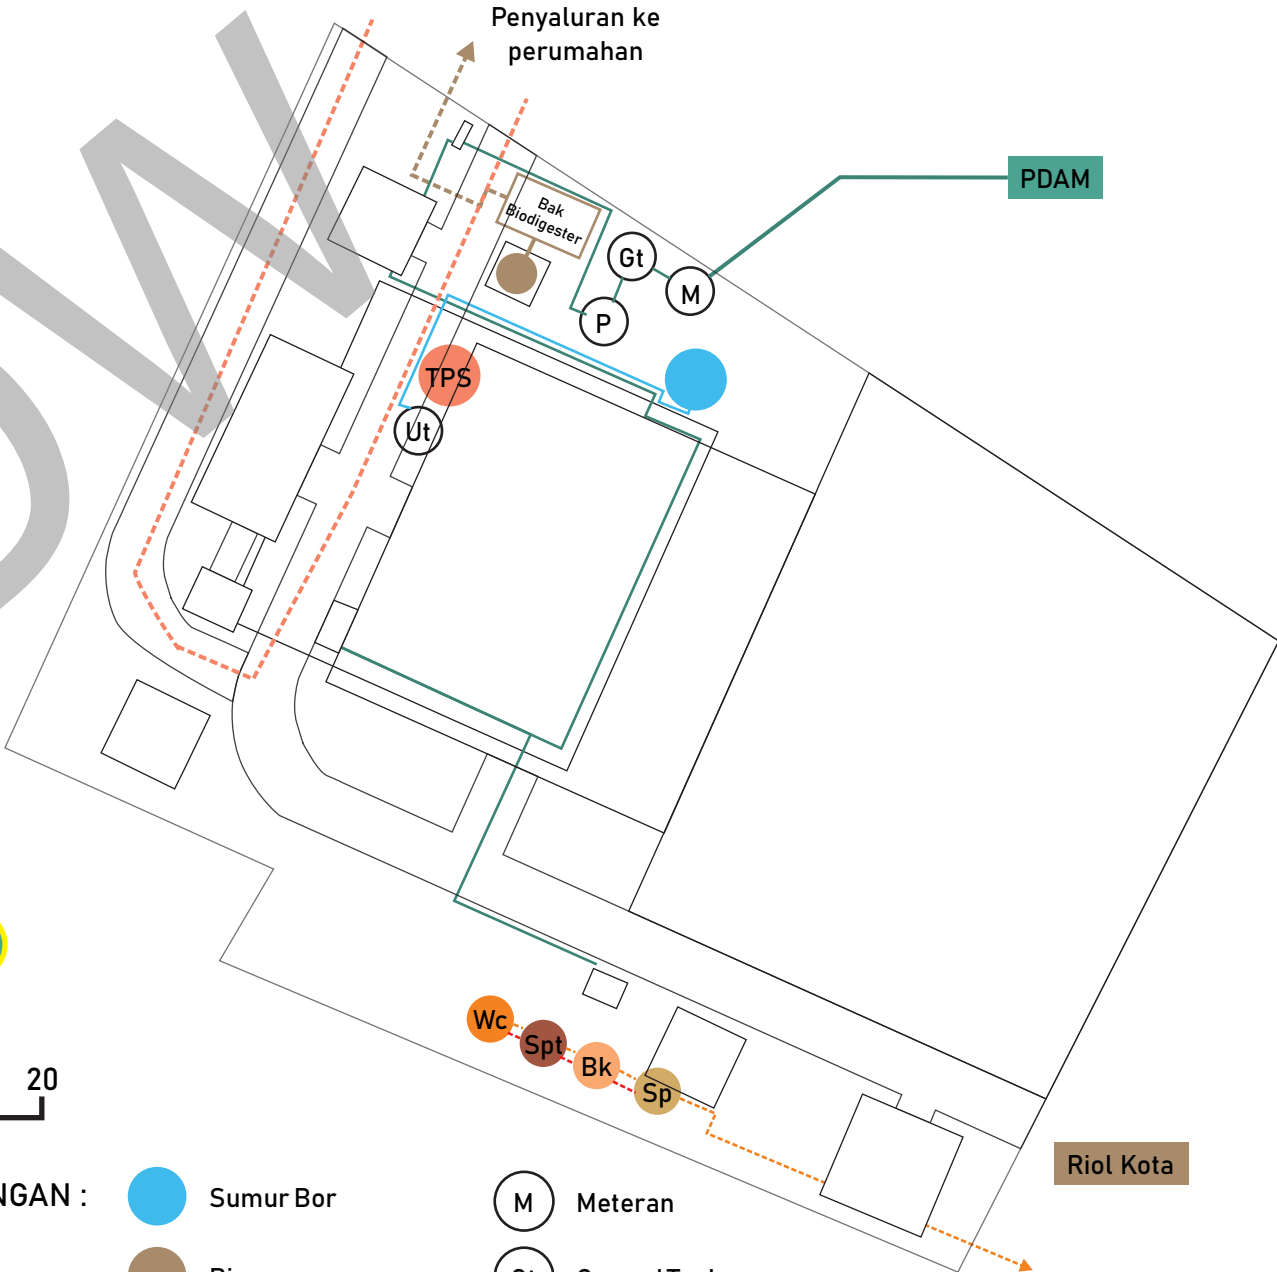 Penyaluran ke
perumahan
PDAM
Bak
Biodigester
Gt
M
P
TPS
Ut
Wc
Spt
Bk
Sp
20
Riol Kota
NGAN :
Sumur Bor
M
Meteran